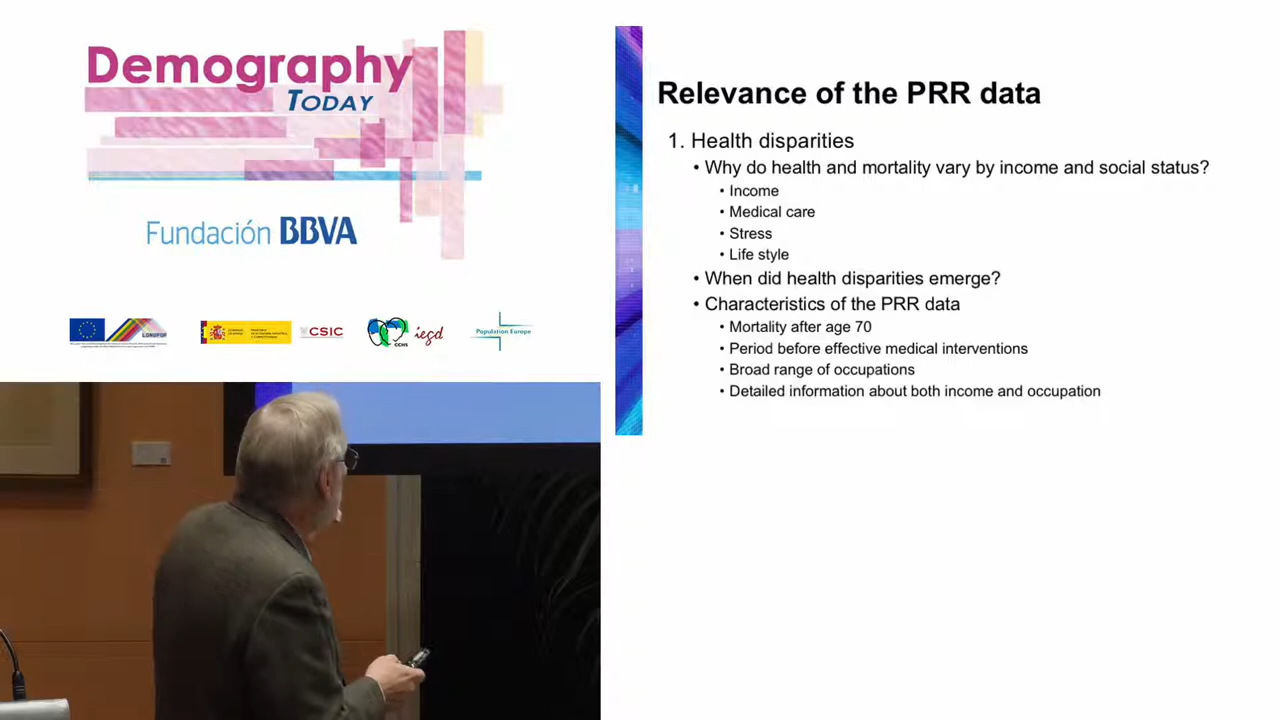 Demography
TODAY
Fundación BBVA
CSIC
CCHS
iegd
Population Europe
Relevance of the PRR data
1. Health disparities
• Why do health and mortality vary by income and social status?
• Income
• Medical care
• Stress
• Life style
• When did health disparities emerge?
• Characteristics of the PRR data
• Mortality after age 70
• Period before effective medical interventions
• Broad range of occupations
• Detailed information about both income and occupation